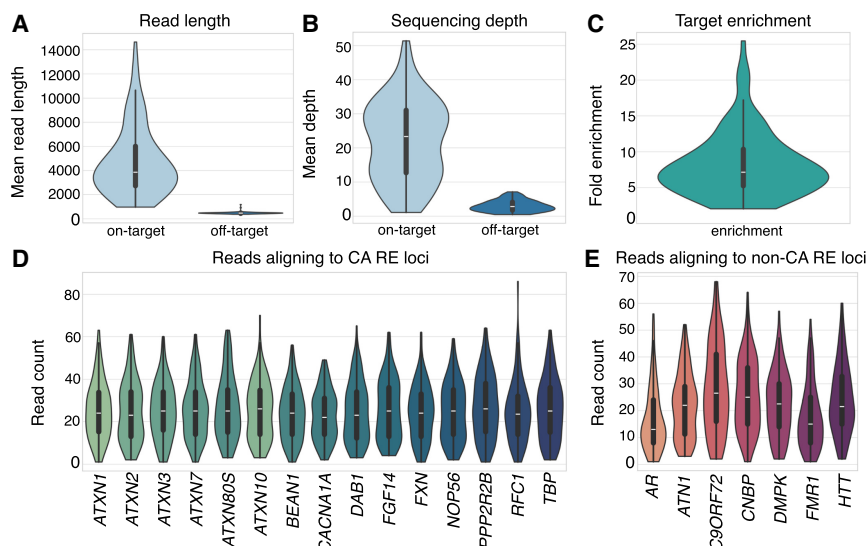 A
Read length
Mean read length
14000
12000
10000
8000
6000
4000
2000
0
on-target
off-target
B
Sequencing depth
Mean depth
50
40
30
20
10
0
on-target
off-target
C
Target enrichment
Fold enrichment
25
20
15
10
5
0
enrichment
D
Reads aligning to CA RE loci
Read count
80
60
40
20
0
ATXN1
ATXN2
ATXN3
ATXN7
ATXN80S
ATXN10
BEAN1
CACNA1A
DAB1
FGF14
FXN
NOP56
PPP2R2B
RFC1
TBP
E
Reads aligning to non-CA RE loci
Read count
70
60
50
40
30
20
10
0
AR
ATN1
C9ORF72
CNBP
DMPK
FMR1
HTT